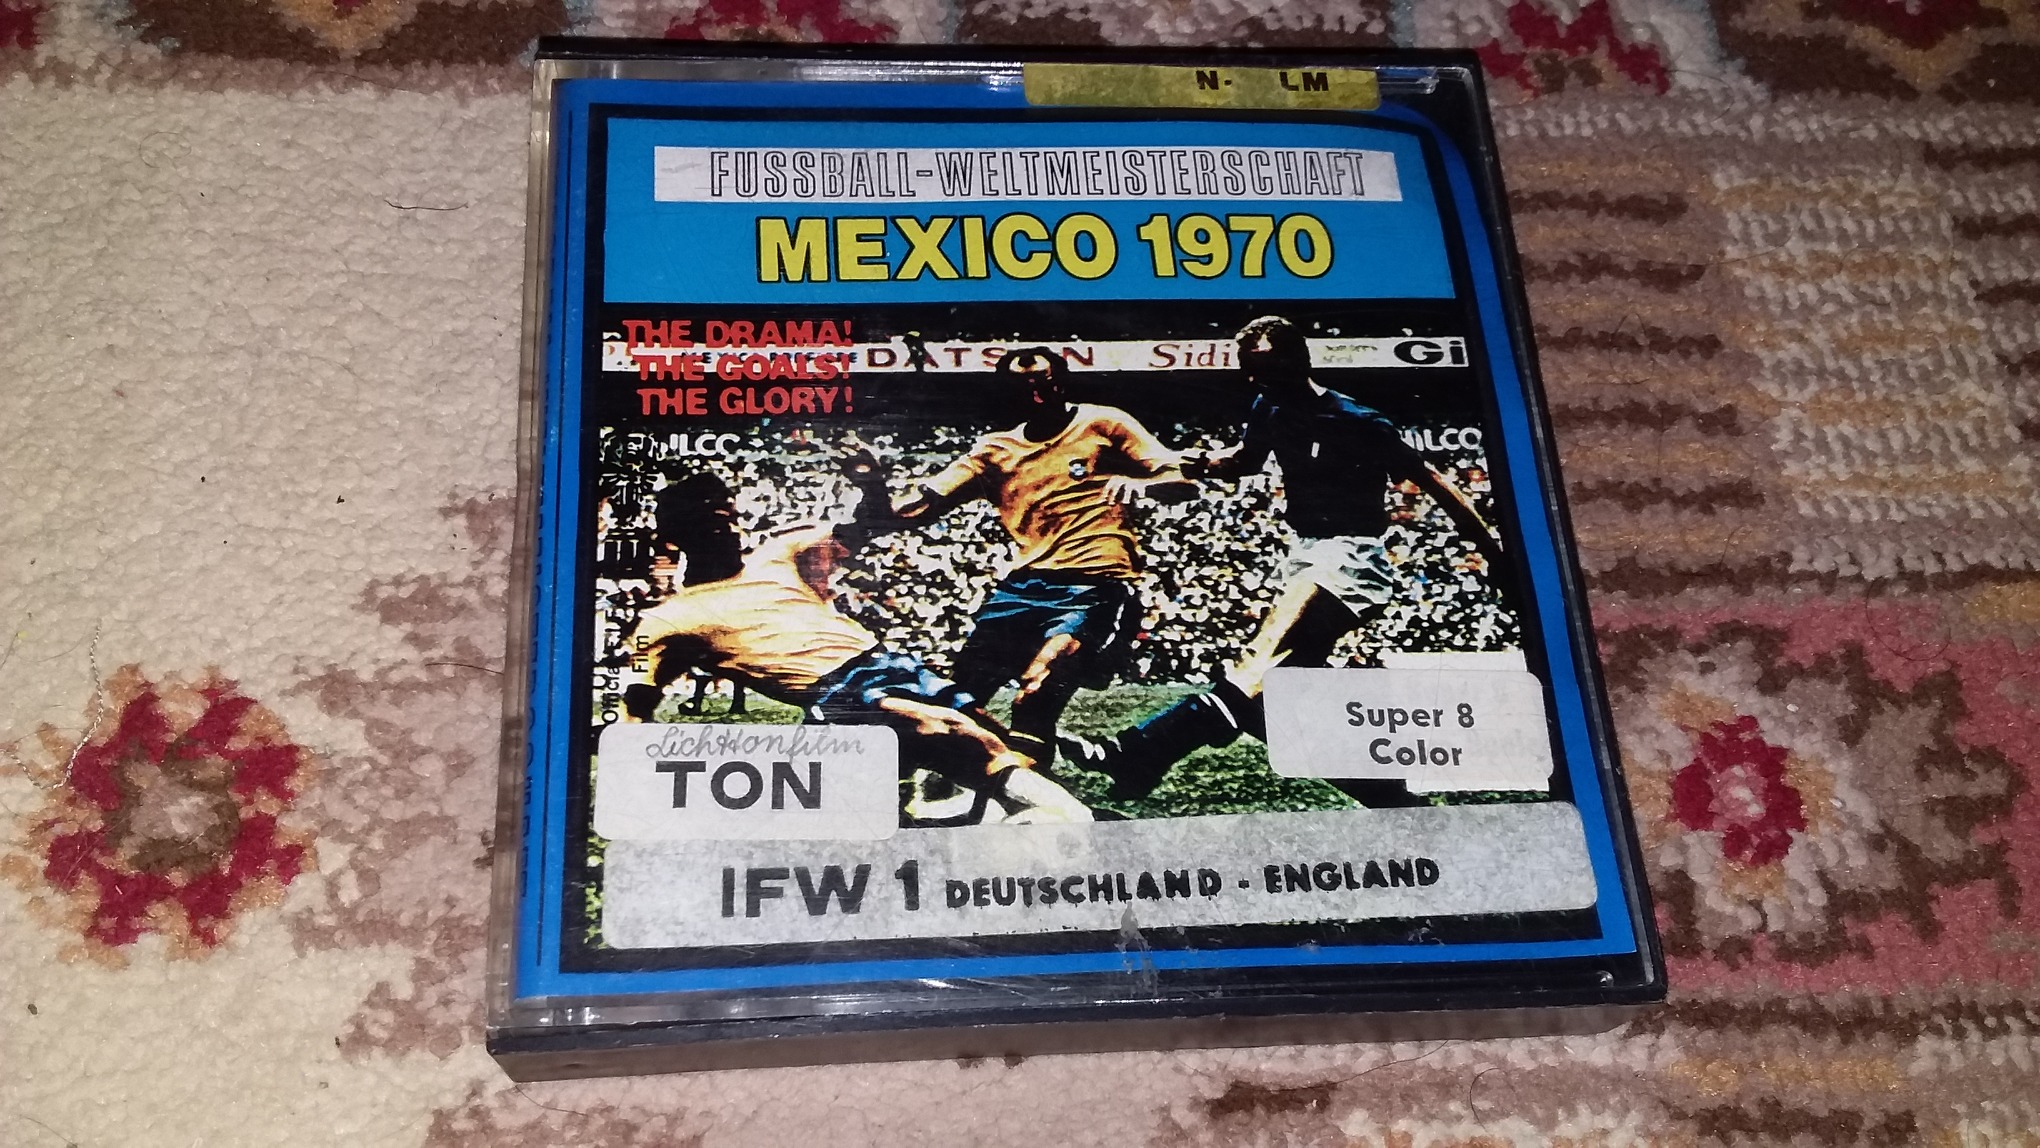 N. LM
FUSSBALL-WELTMEISTERSCHAFT
MEXICO 1970
THE DRAMA!
THE GOALS!
THE GLORY!
DATSUN Sidi Gi
Film
Lichttonfilm
TON
Super 8
Color
IFW 1 DEUTSCHLAND - ENGLAND